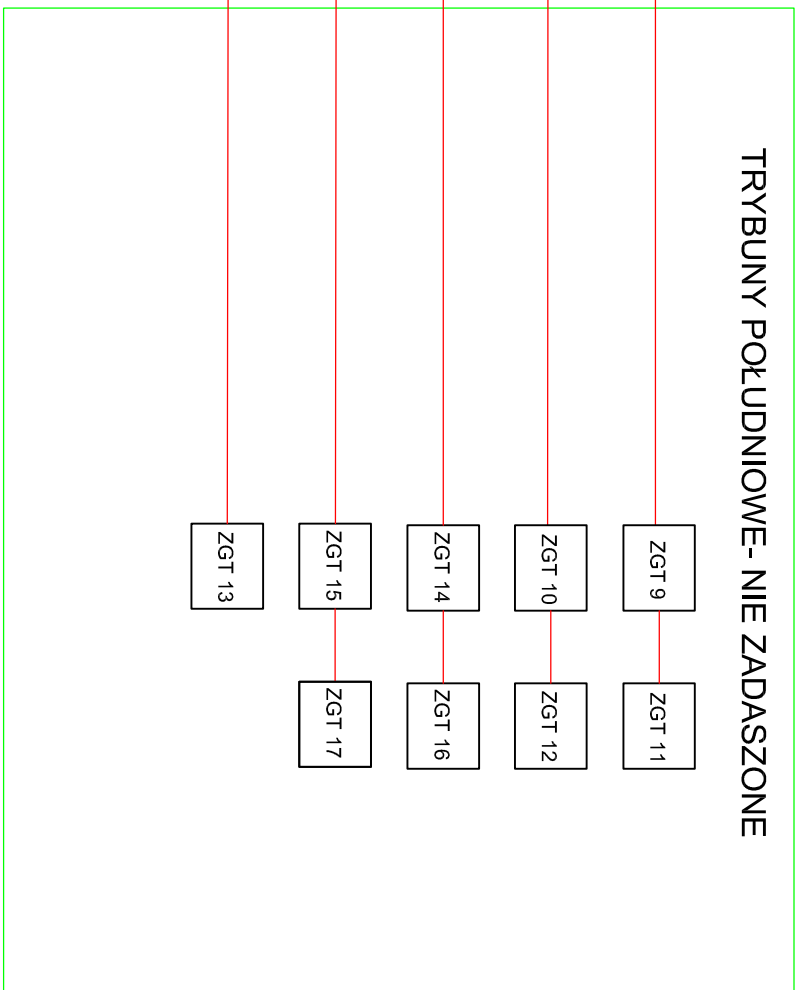 TRYBUNY POŁUDNIOWE- NIE ZADASZONE
ZGT 9
ZGT 11
ZGT 10
ZGT 12
ZGT 14
ZGT 16
ZGT 15
ZGT 17
ZGT 13